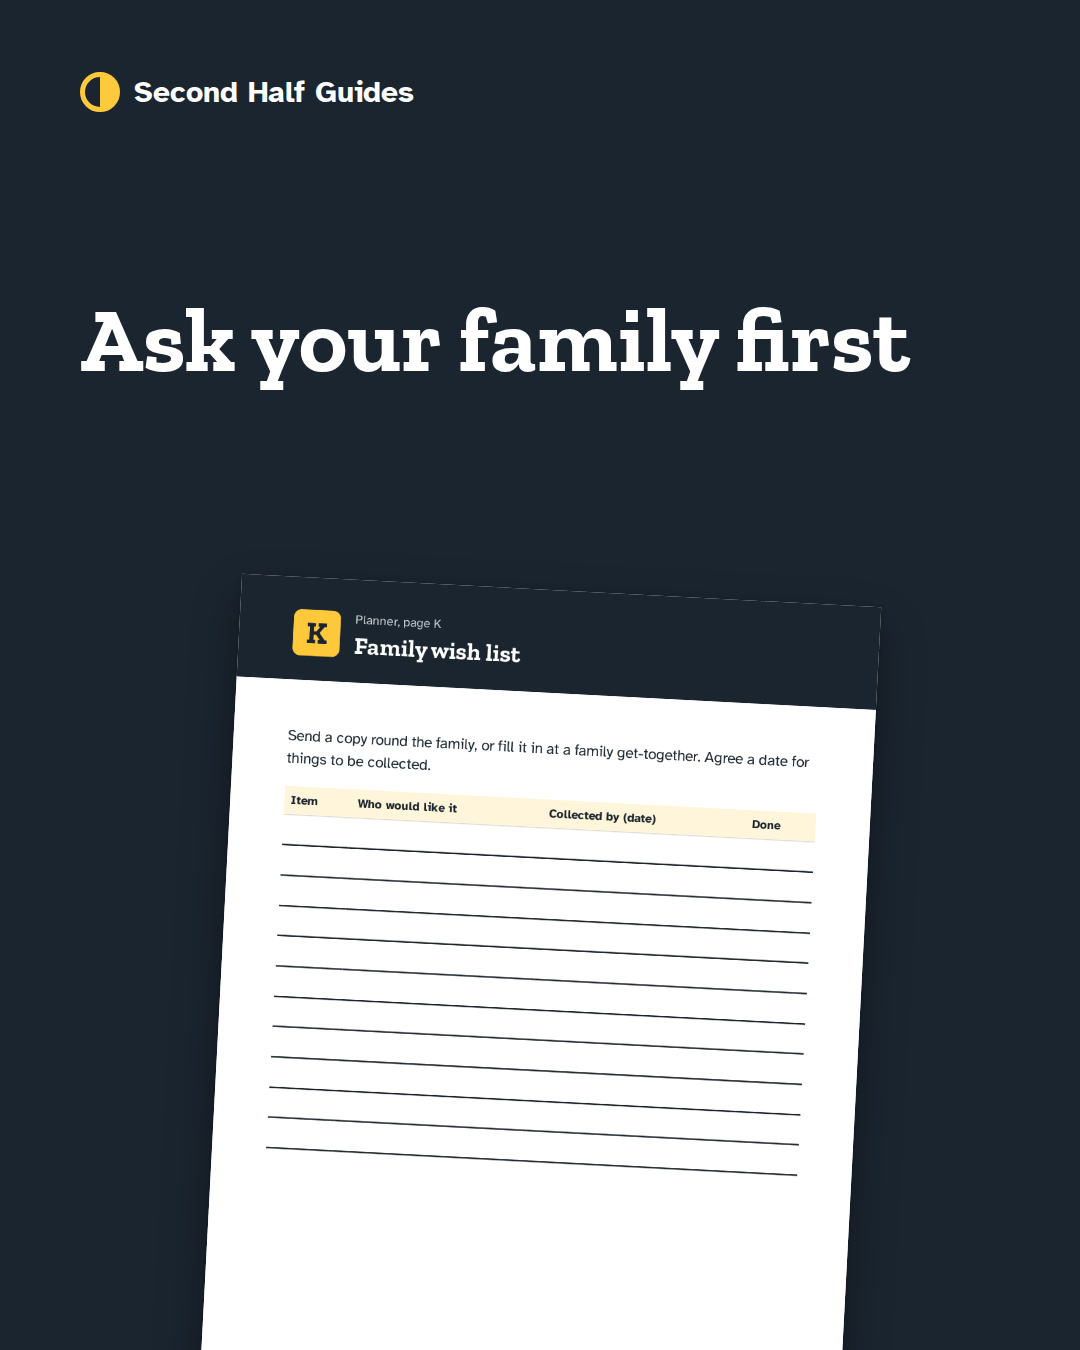 Second Half Guides
Ask your family first
K
Planner, page K
Family wish list
Send a copy round the family, or fill it in at a family get-together. Agree a date for
things to be collected.
Item Who would like it Collected by (date) Done